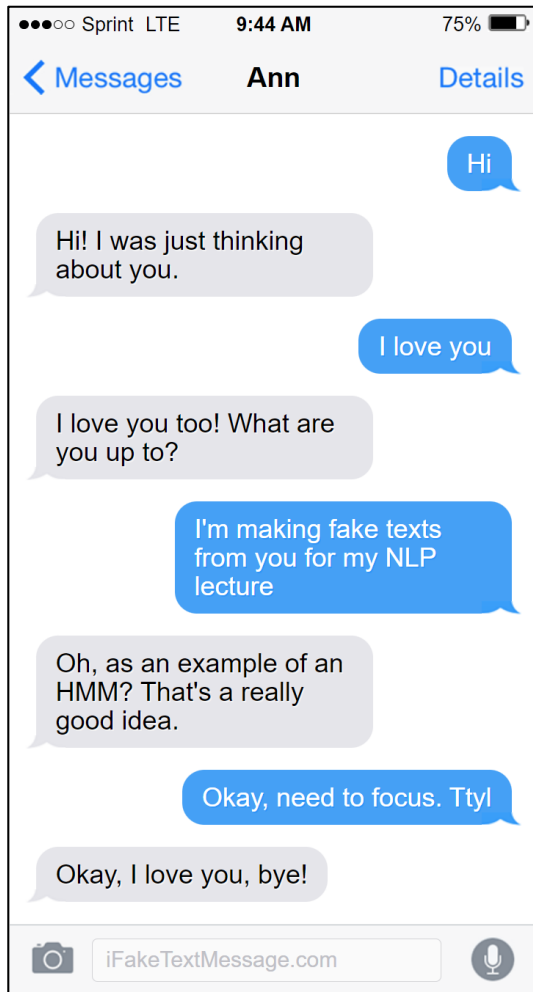 Sprint LTE 9:44 AM 75%
Messages Ann Details
Hi
Hi! I was just thinking
about you.
I love you
I love you too! What are
you up to?
I'm making fake texts
from you for my NLP
lecture
Oh, as an example of an
HMM? That's a really
good idea.
Okay, need to focus. Ttyl
Okay, I love you, bye!
iFakeTextMessage.com